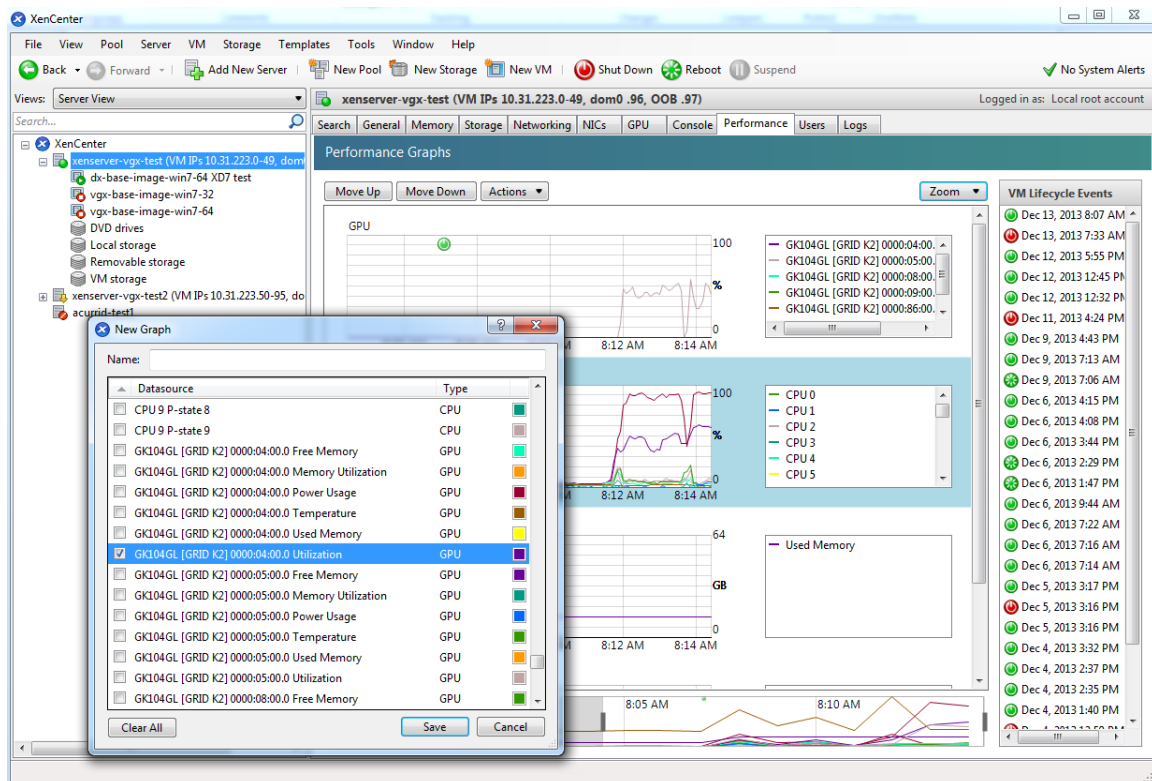 XenCenter
File View Pool Server VM Storage Templates Tools Window Help
Back Forward Add New Server New Pool New Storage New VM Shut Down Reboot Suspend No System Alerts
Views: Server View
xenserver-vgx-test (VM IPs 10.31.223.0-49, dom0 .96, OOB .97)
Logged in as: Local root account
Search...
Search General Memory Storage Networking NICs GPU Console Performance Users Logs
XenCenter
xenserver-vgx-test (VM IPs 10.31.223.0-49, dom
dx-base-image-win7-64 XD7 test
vgx-base-image-win7-32
vgx-base-image-win7-64
DVD drives
Local storage
Removable storage
VM storage
xenserver-vgx-test2 (VM IPs 10.31.223.50-95, do
acurrid-test1
Performance Graphs
Move Up Move Down Actions Zoom
GPU
100
%
0
8:12 AM 8:14 AM
GK104GL [GRID K2] 0000:04:00.
GK104GL [GRID K2] 0000:05:00.
GK104GL [GRID K2] 0000:08:00.
GK104GL [GRID K2] 0000:09:00.
GK104GL [GRID K2] 0000:86:00.
100
%
0
8:12 AM 8:14 AM
CPU 0
CPU 1
CPU 2
CPU 3
CPU 4
CPU 5
64
GB
0
8:12 AM 8:14 AM
Used Memory
8:05 AM 8:10 AM
VM Lifecycle Events
Dec 13, 2013 8:07 AM
Dec 13, 2013 7:33 AM
Dec 12, 2013 5:55 PM
Dec 12, 2013 12:45 PM
Dec 12, 2013 12:32 PM
Dec 11, 2013 4:24 PM
Dec 9, 2013 4:43 PM
Dec 9, 2013 7:13 AM
Dec 9, 2013 7:06 AM
Dec 6, 2013 4:15 PM
Dec 6, 2013 4:08 PM
Dec 6, 2013 3:44 PM
Dec 6, 2013 2:29 PM
Dec 6, 2013 1:47 PM
Dec 6, 2013 9:44 AM
Dec 6, 2013 7:22 AM
Dec 6, 2013 7:16 AM
Dec 6, 2013 7:14 AM
Dec 5, 2013 3:17 PM
Dec 5, 2013 3:16 PM
Dec 5, 2013 3:16 PM
Dec 4, 2013 3:32 PM
Dec 4, 2013 2:37 PM
Dec 4, 2013 2:35 PM
Dec 4, 2013 1:40 PM
New Graph
Name:
Datasource Type
CPU 9 P-state 8 CPU
CPU 9 P-state 9 CPU
GK104GL [GRID K2] 0000:04:00.0 Free Memory GPU
GK104GL [GRID K2] 0000:04:00.0 Memory Utilization GPU
GK104GL [GRID K2] 0000:04:00.0 Power Usage GPU
GK104GL [GRID K2] 0000:04:00.0 Temperature GPU
GK104GL [GRID K2] 0000:04:00.0 Used Memory GPU
GK104GL [GRID K2] 0000:04:00.0 Utilization GPU
GK104GL [GRID K2] 0000:05:00.0 Free Memory GPU
GK104GL [GRID K2] 0000:05:00.0 Memory Utilization GPU
GK104GL [GRID K2] 0000:05:00.0 Power Usage GPU
GK104GL [GRID K2] 0000:05:00.0 Temperature GPU
GK104GL [GRID K2] 0000:05:00.0 Used Memory GPU
GK104GL [GRID K2] 0000:05:00.0 Utilization GPU
GK104GL [GRID K2] 0000:08:00.0 Free Memory GPU
Clear All Save Cancel